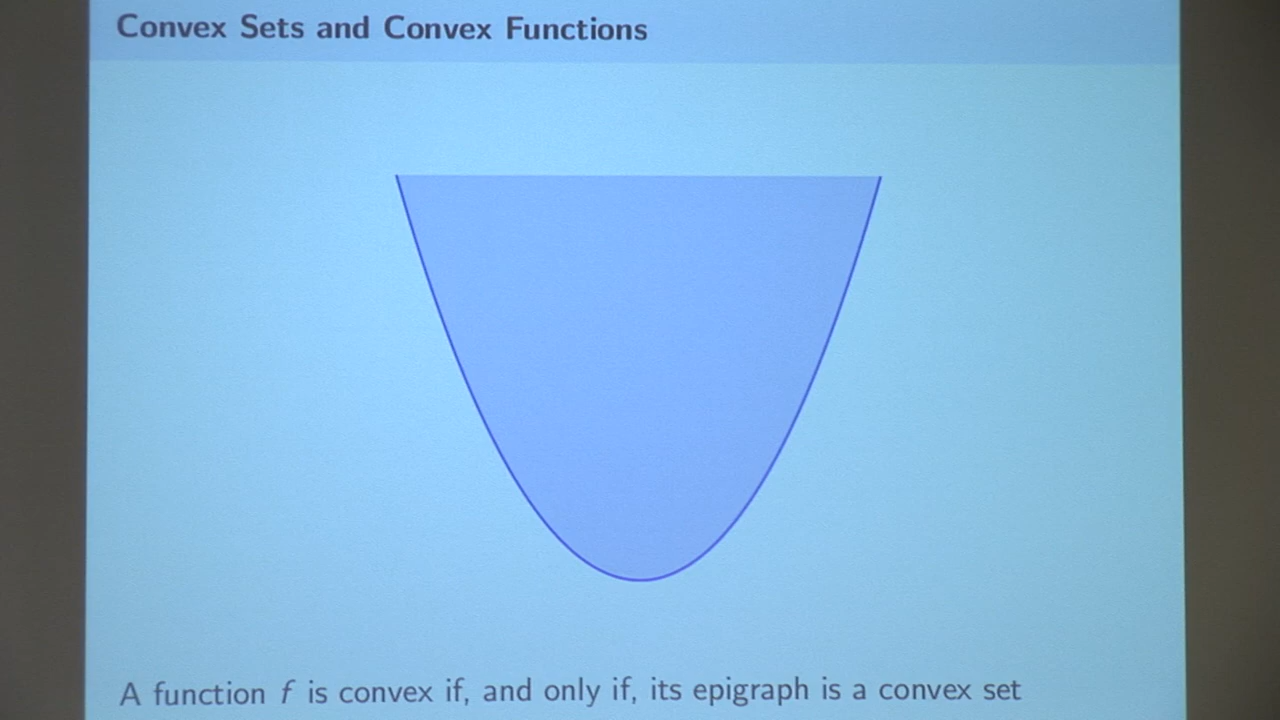 Convex Sets and Convex Functions
A function f is convex if, and only if, its epigraph is a convex set